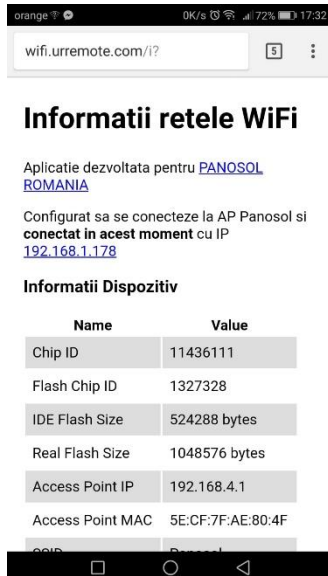 orange 0K/s 72% 17:32
wifi.urremote.com/i? 5
Informatii retele WiFi
Aplicatie dezvoltata pentru PANOSOL
ROMANIA
Configurat sa se conecteze la AP Panosol si
conectat in acest moment cu IP
192.168.1.178
Informatii Dispozitiv
Name Value
Chip ID 11436111
Flash Chip ID 1327328
IDE Flash Size 524288 bytes
Real Flash Size 1048576 bytes
Access Point IP 192.168.4.1
Access Point MAC 5E:CF:7F:AE:80:4F
SSID Panosol